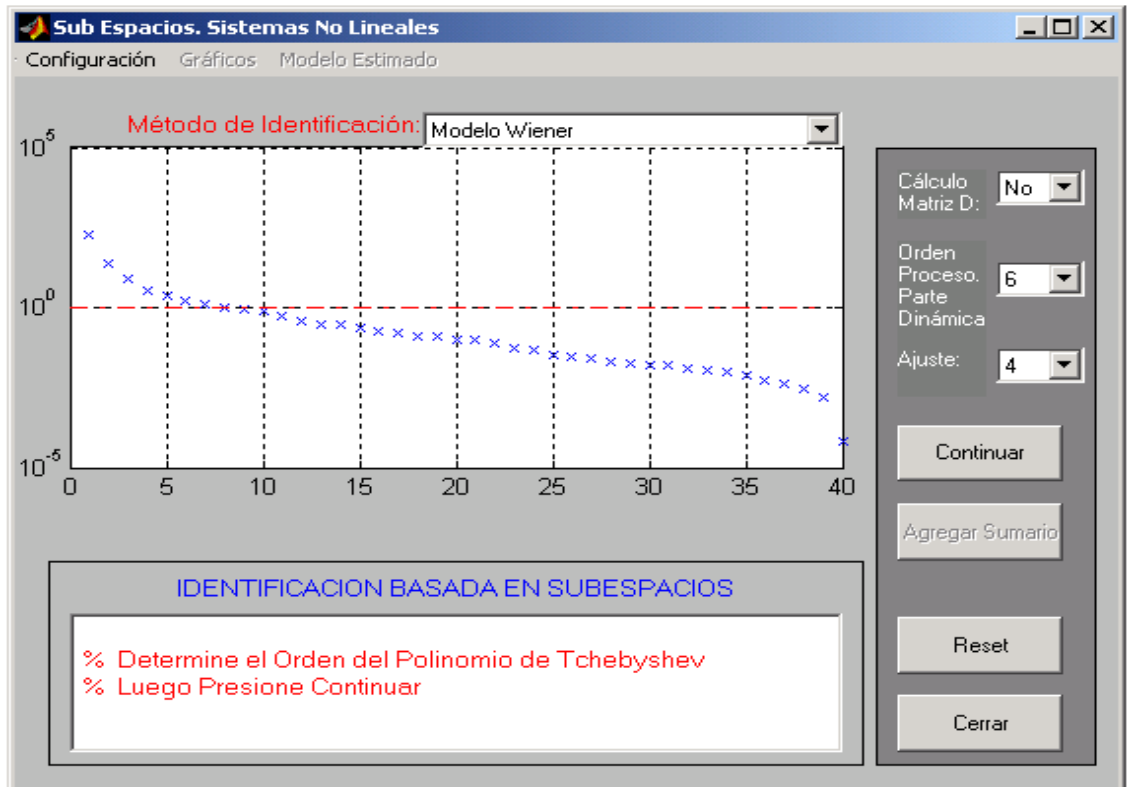 Sub Espacios. Sistemas No Lineales
Configuración Gráficos Modelo Estimado
Método de Identificación: Modelo Wiener
10^5
10^0
10^-5
0 5 10 15 20 25 30 35 40
Cálculo
Matriz D:
No
Orden
Proceso.
Parte
Dinámica
6
Ajuste:
4
Continuar
Agregar Sumario
Reset
Cerrar
IDENTIFICACION BASADA EN SUBESPACIOS
% Determine el Orden del Polinomio de Tchebyshev
% Luego Presione Continuar